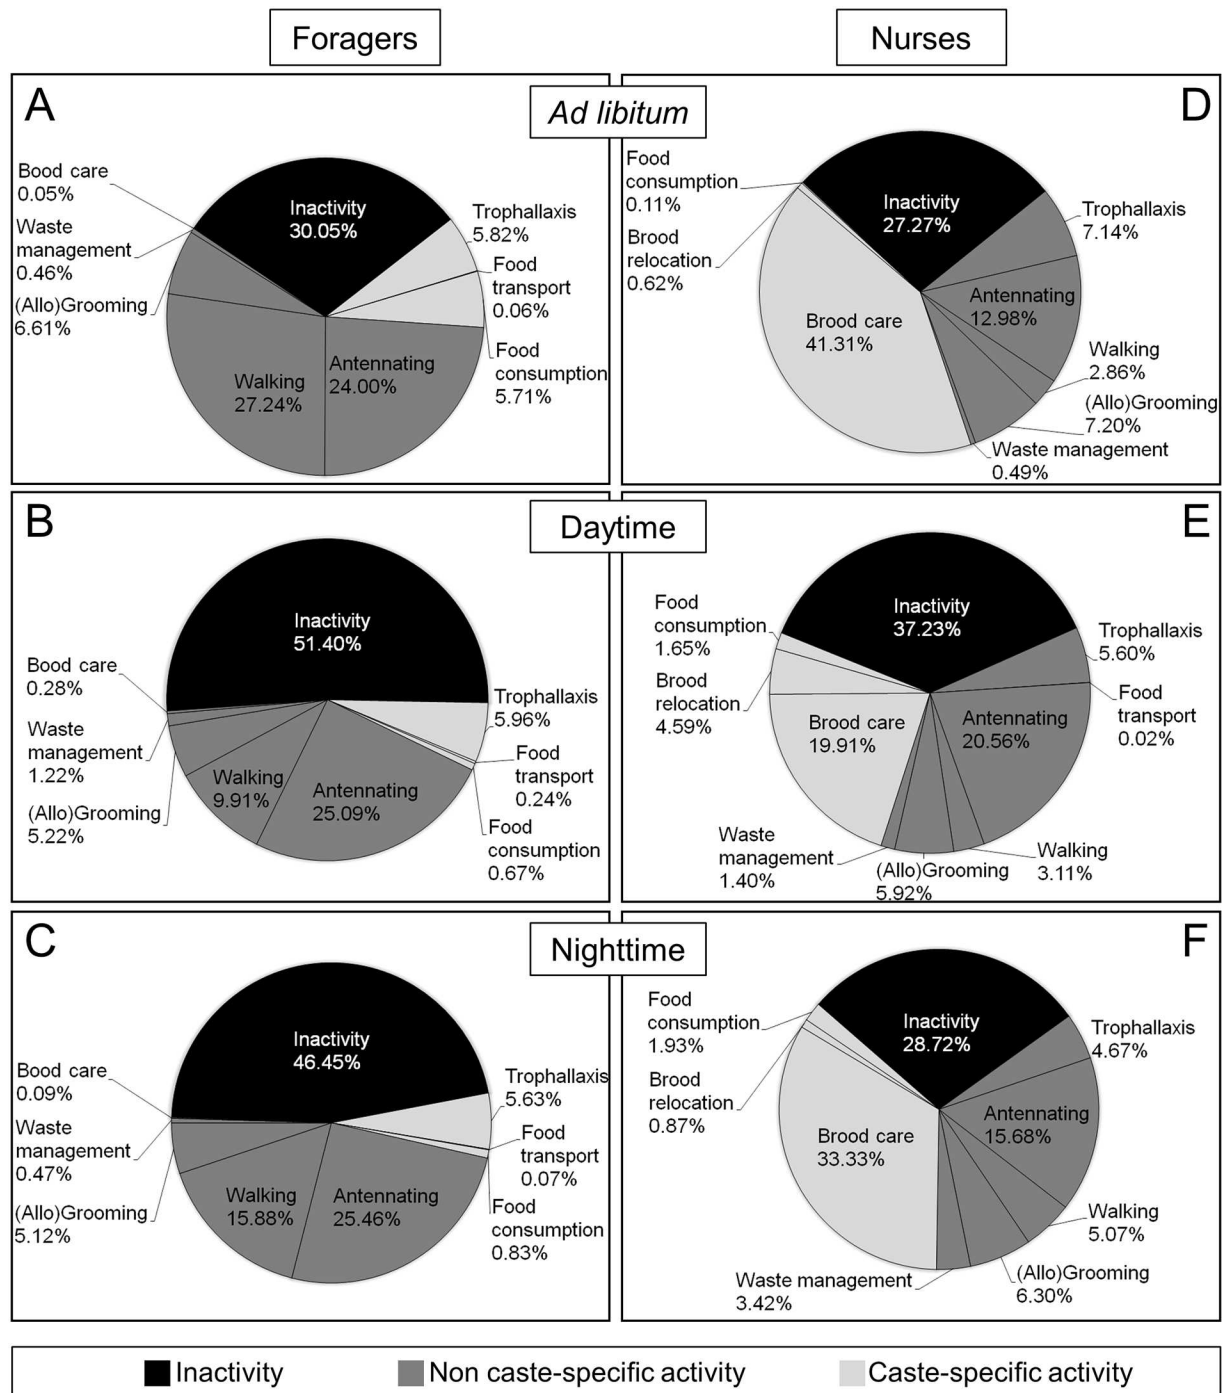 Foragers
Nurses
Ad libitum
A
Bood care
0.05%
Waste
management
0.46%
(Allo)Grooming
6.61%
Inactivity
30.05%
Trophallaxis
5.82%
Food
transport
0.06%
Food
consumption
5.71%
Walking
27.24%
Antennating
24.00%
D
Food
consumption
0.11%
Brood
relocation
0.62%
Inactivity
27.27%
Trophallaxis
7.14%
Antennating
12.98%
Brood care
41.31%
Walking
2.86%
(Allo)Grooming
7.20%
Waste management
0.49%
Daytime
B
Inactivity
51.40%
Bood care
0.28%
Waste
management
1.22%
(Allo)Grooming
5.22%
Walking
9.91%
Antennating
25.09%
Trophallaxis
5.96%
Food
transport
0.24%
Food
consumption
0.67%
E
Food
consumption
1.65%
Brood
relocation
4.59%
Inactivity
37.23%
Trophallaxis
5.60%
Food
transport
0.02%
Brood care
19.91%
Antennating
20.56%
Waste
management
1.40%
(Allo)Grooming
5.92%
Walking
3.11%
Nighttime
C
Inactivity
46.45%
Bood care
0.09%
Waste
management
0.47%
(Allo)Grooming
5.12%
Walking
15.88%
Antennating
25.46%
Trophallaxis
5.63%
Food
transport
0.07%
Food
consumption
0.83%
F
Food
consumption
1.93%
Brood
relocation
0.87%
Inactivity
28.72%
Trophallaxis
4.67%
Antennating
15.68%
Brood care
33.33%
Walking
5.07%
(Allo)Grooming
6.30%
Waste management
3.42%
Inactivity
Non caste-specific activity
Caste-specific activity